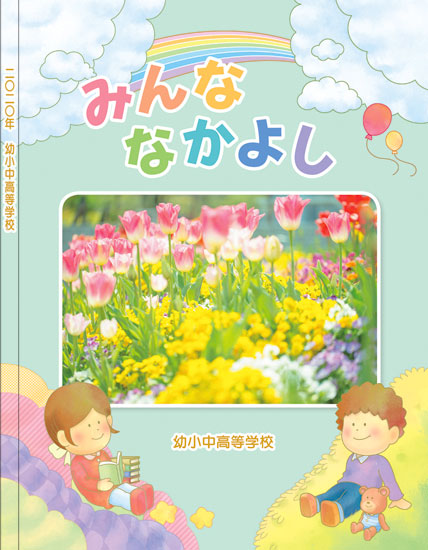 二〇二〇年 幼小中高等学校
みんな
なかよし
幼小中高等学校